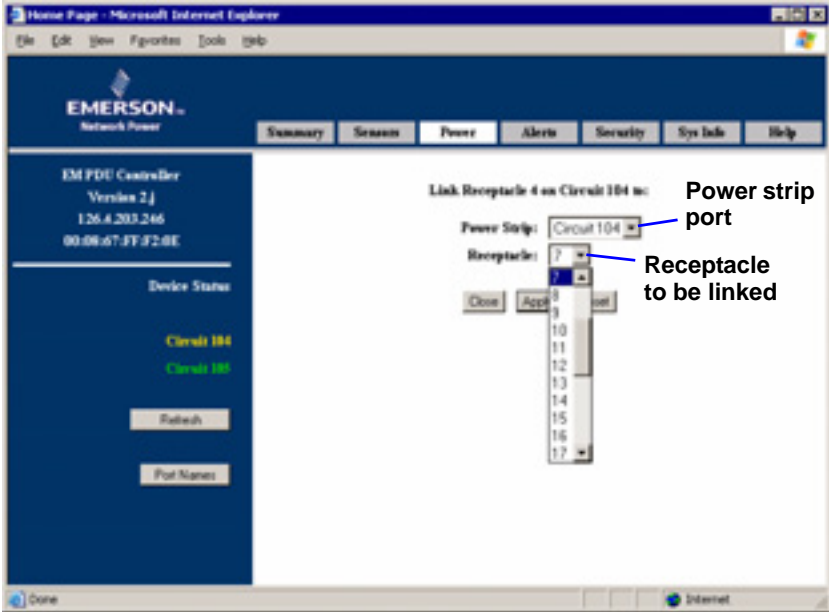 Home Page - Microsoft Internet Explorer
File Edit View Favorites Tools Help
EMERSON
Network Power
Summary Sensors Power Alerts Security Sys Info Help
EM PDU Controller
Version 2.j
126.4.203.246
00:08:67:FF:F2:0E
Device Status
Circuit 104
Circuit 105
Refresh
Port Names
Link Receptacle 4 on Circuit 104 to:
Power Strip: Circuit 104
Power strip port
Receptacle: 7
Receptacle to be linked
Close
7
8
9
10
11
12
13
14
15
16
17
Done
Internet